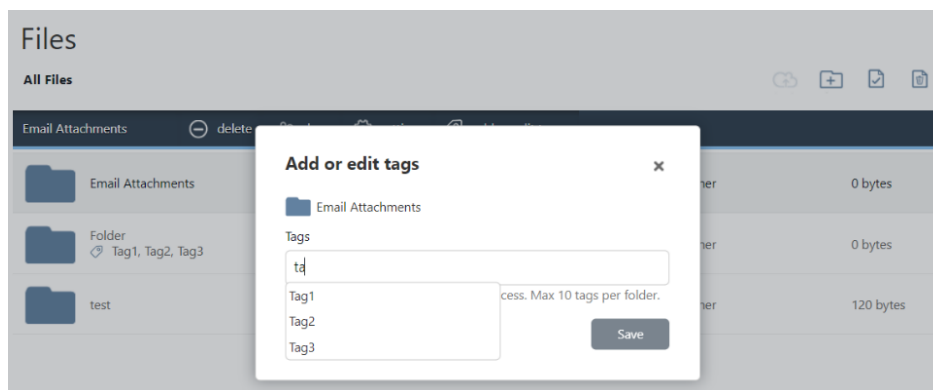 Files
All Files
Email Attachments delete
Add or edit tags
Email Attachments
Tags
ta
Tag1
Tag2
Tag3
cess. Max 10 tags per folder.
Save
Email Attachments ner 0 bytes
Folder ner 0 bytes
Tag1, Tag2, Tag3
test ner 120 bytes